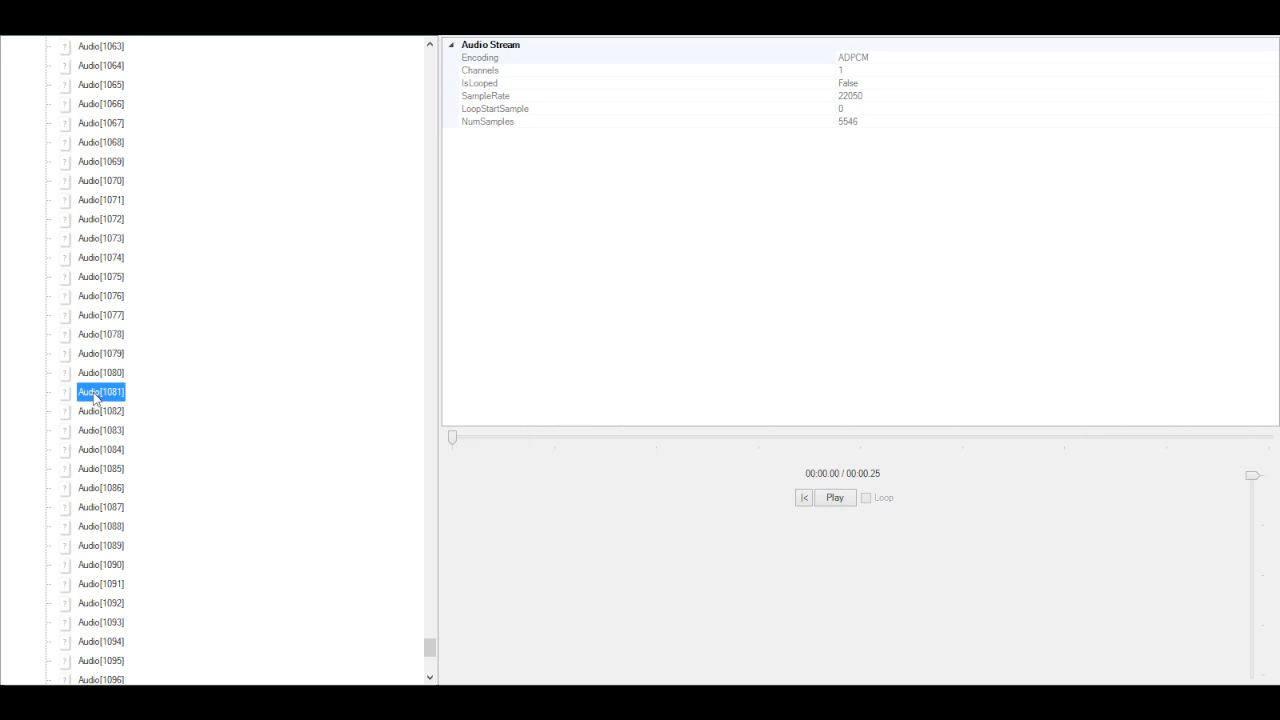 Audio[1063]
Audio[1064]
Audio[1065]
Audio[1066]
Audio[1067]
Audio[1068]
Audio[1069]
Audio[1070]
Audio[1071]
Audio[1072]
Audio[1073]
Audio[1074]
Audio[1075]
Audio[1076]
Audio[1077]
Audio[1078]
Audio[1079]
Audio[1080]
Audio[1081]
Audio[1082]
Audio[1083]
Audio[1084]
Audio[1085]
Audio[1086]
Audio[1087]
Audio[1088]
Audio[1089]
Audio[1090]
Audio[1091]
Audio[1092]
Audio[1093]
Audio[1094]
Audio[1095]
Audio[1096]
Audio Stream
Encoding ADPCM
Channels 1
IsLooped False
SampleRate 22050
LoopStartSample 0
NumSamples 5546
00:00.00 / 00:00.25
|< Play Loop